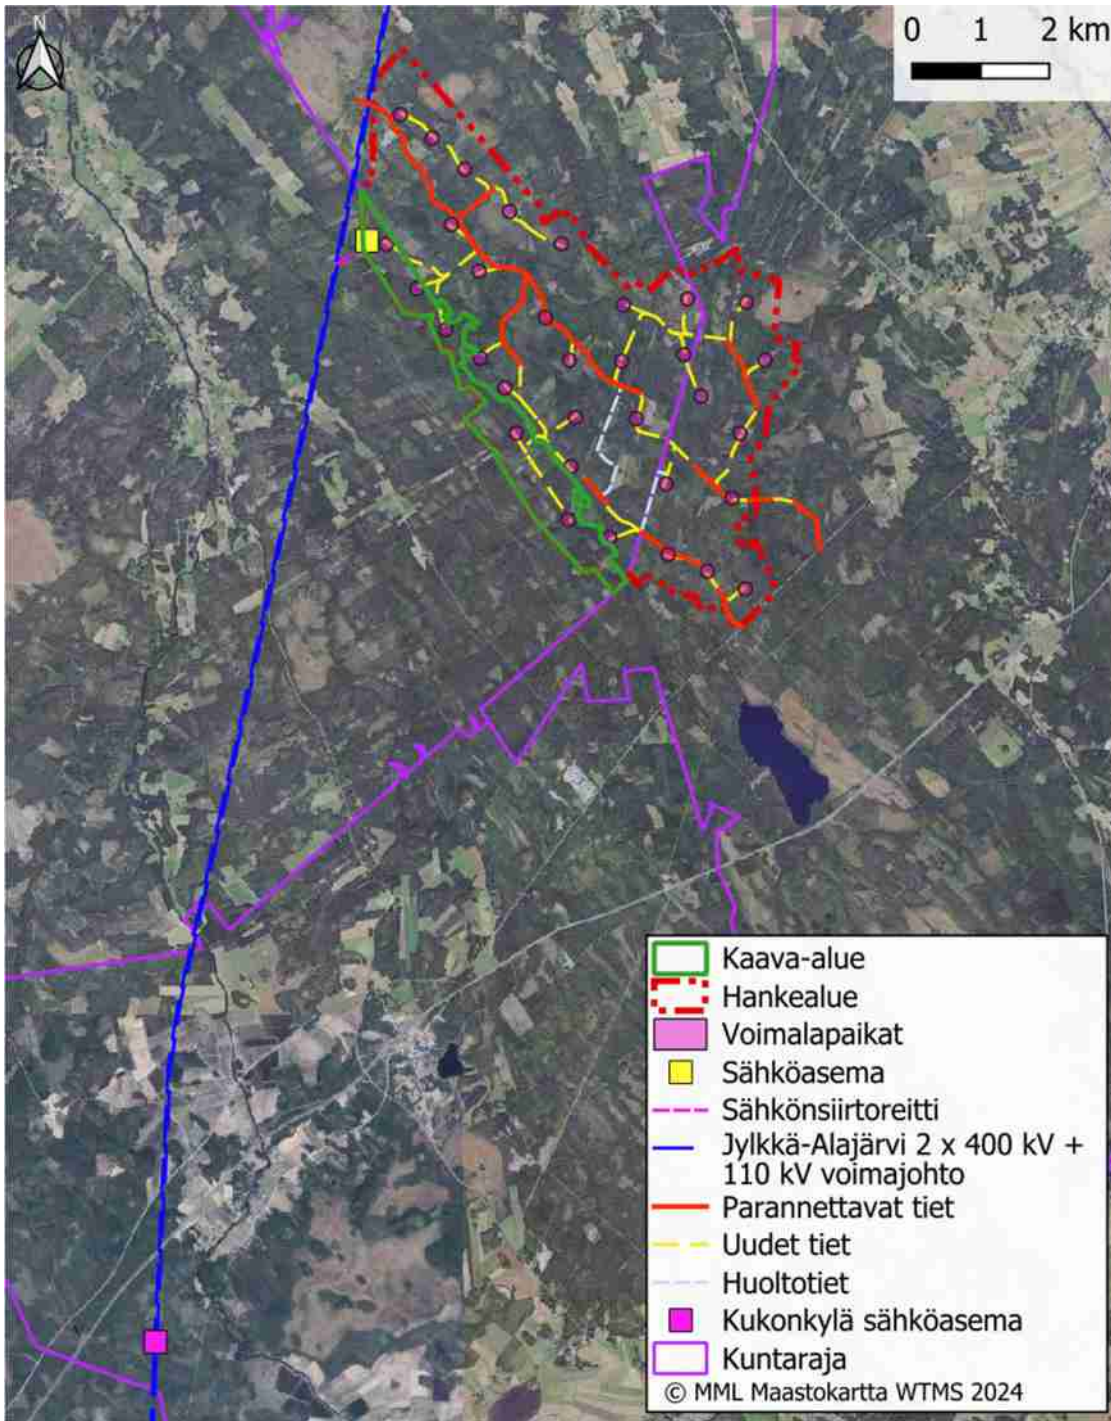 N
0 1 2 km
Kaava-alue
Hankealue
Voimalapaikat
Sähköasema
Sähkönsiirtoreitti
Jylkkä-Alajärvi 2 x 400 kV +
110 kV voimajohto
Parannettavat tiet
Uudet tiet
Huoltotiet
Kukonkylä sähköasema
Kuntaraja
© MML Maastokartta WTMS 2024